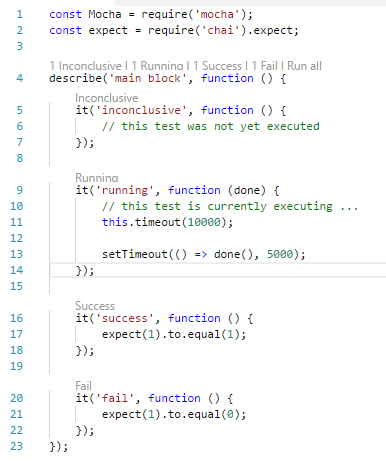 1 const Mocha = require('mocha');
2 const expect = require('chai').expect;
3
1 Inconclusive | 1 Running | 1 Success | 1 Fail | Run all
4 describe('main block', function () {
Inconclusive
5 it('inconclusive', function () {
6 // this test was not yet executed
7 });
8
Running
9 it('running', function (done) {
10 // this test is currently executing ...
11 this.timeout(10000);
12
13 setTimeout(() => done(), 5000);
14 });
15
Success
16 it('success', function () {
17 expect(1).to.equal(1);
18 });
19
Fail
20 it('fail', function () {
21 expect(1).to.equal(0);
22 });
23 });